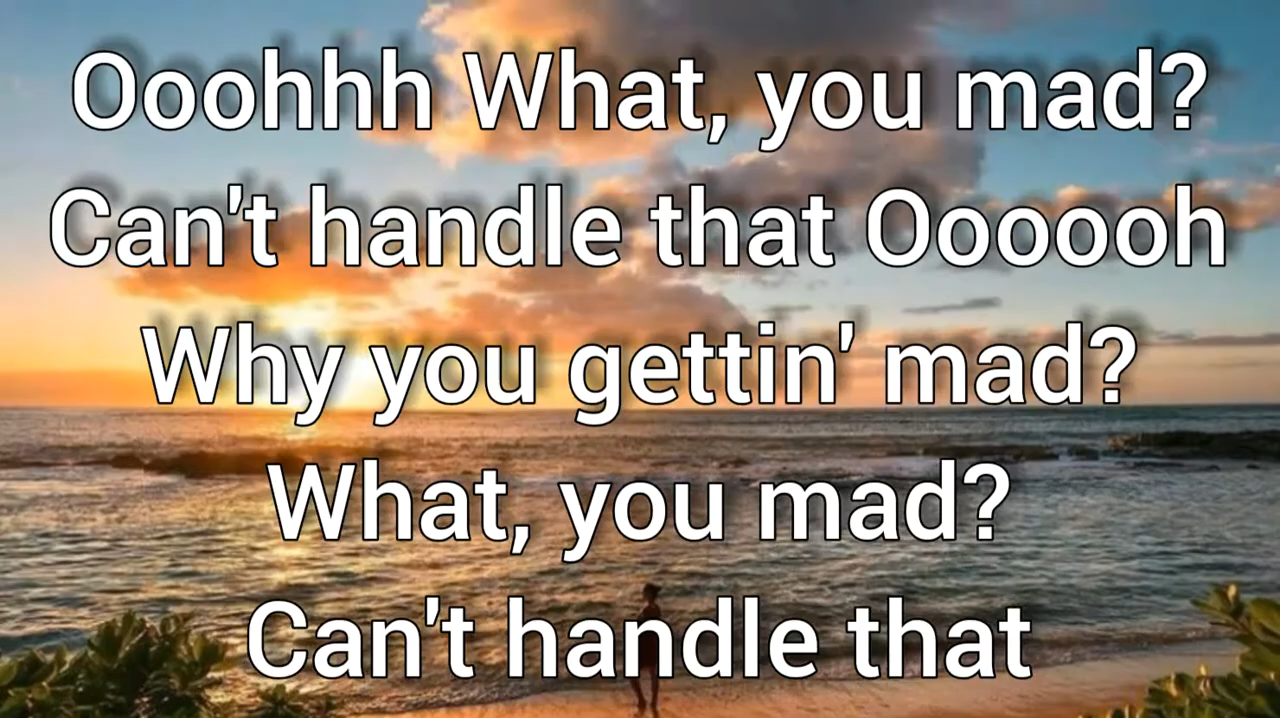 Ooohhh What, you mad?
Can't handle that Oooooh
Why you gettin' mad?
What, you mad?
Can't handle that